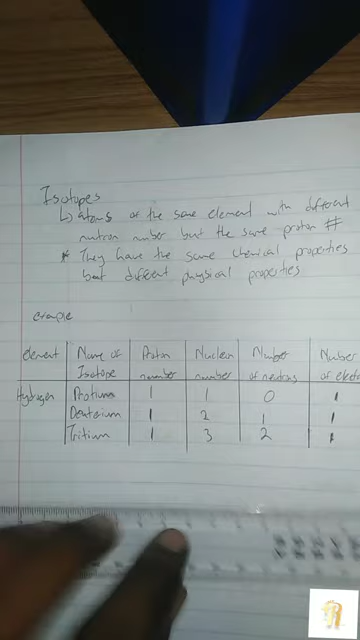 Isotopes
↳ atoms of the same element with different
nutron number but the same proton #
* They have the same chemical properties
but different physical properties
example
element | Name of Isotope | Proton number | Nucleon number | Number of neutrons | Number of electro
Hydrogen | Protium | 1 | 1 | 0 | 1
Deuterium | 1 | 2 | 1 | 1
Tritium | 1 | 3 | 2 | 1